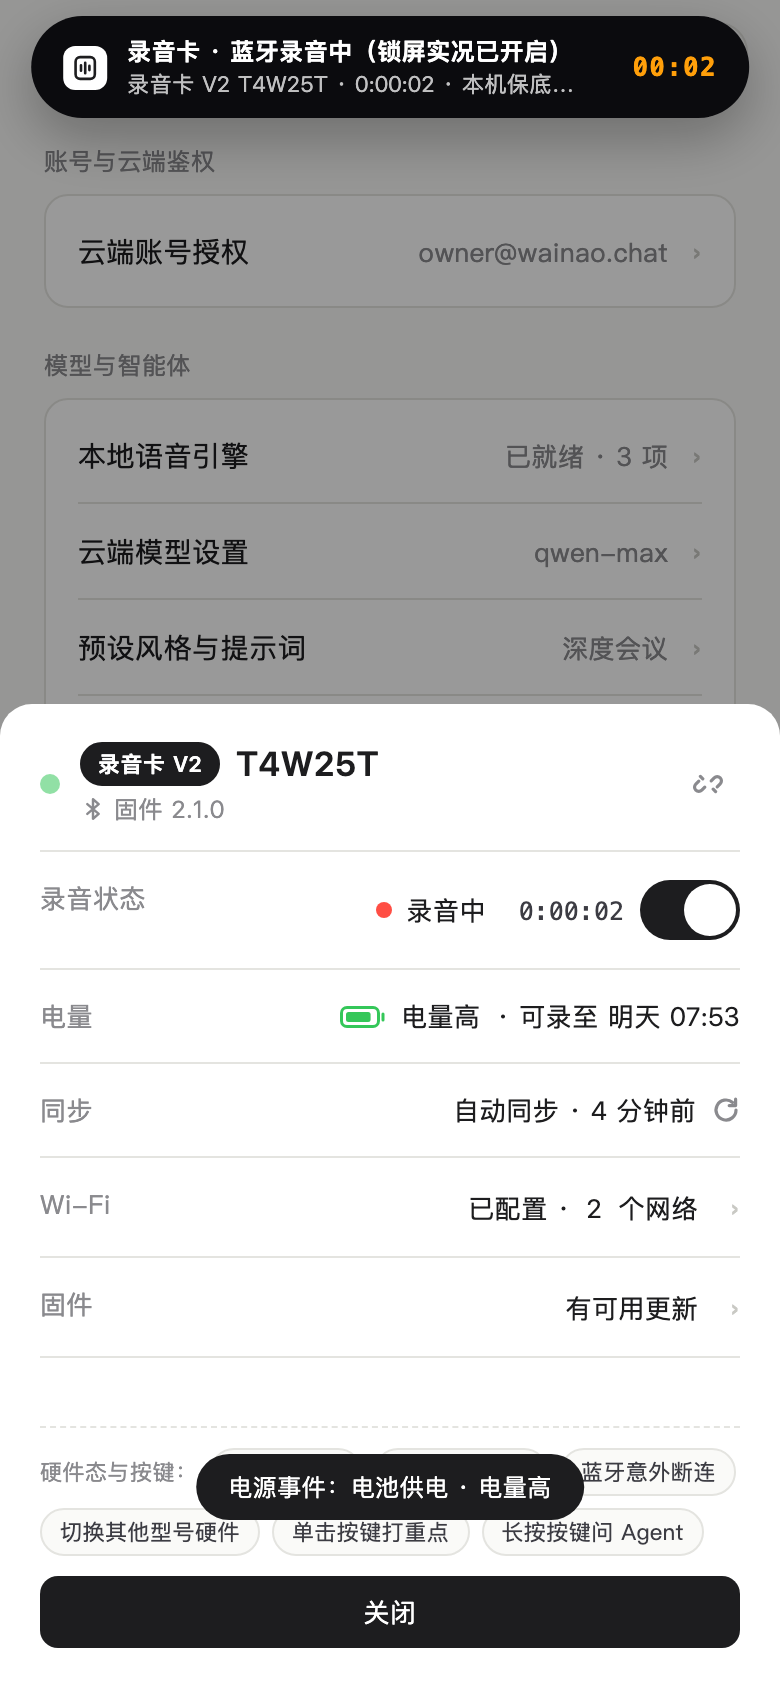 录音卡 · 蓝牙录音中（锁屏实况已开启）
录音卡 V2 T4W25T · 0:00:02 · 本机保底...
00:02
账号与云端鉴权
云端账号授权
owner@wainao.chat
模型与智能体
本地语音引擎
已就绪 · 3 项
云端模型设置
qwen-max
预设风格与提示词
深度会议
录音卡 V2
T4W25T
固件 2.1.0
录音状态
录音中
0:00:02
电量
电量高 · 可录至 明天 07:53
同步
自动同步 · 4 分钟前
Wi-Fi
已配置 · 2 个网络
固件
有可用更新
硬件态与按键：
电源事件：电池供电 · 电量高
蓝牙意外断连
切换其他型号硬件
单击按键打重点
长按按键问 Agent
关闭